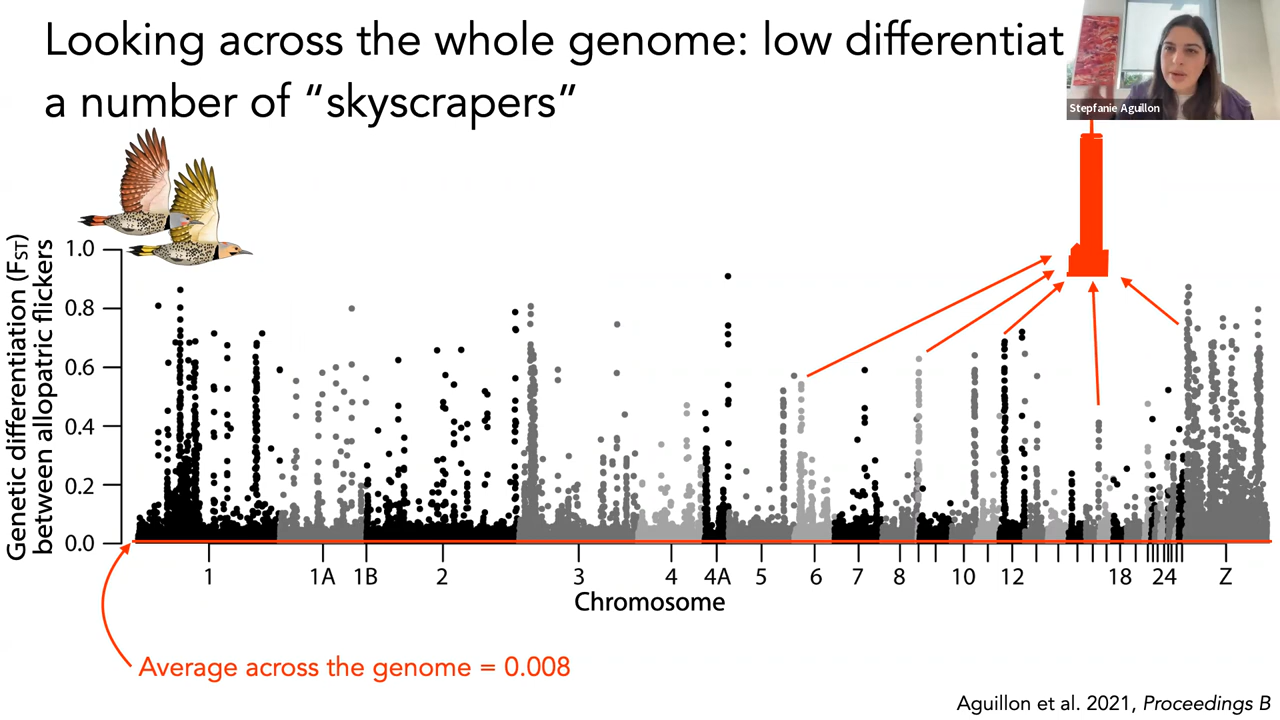 Looking across the whole genome: low differentiat
a number of “skyscrapers”
Stepfanie Aguillon
Genetic differentiation (FST)
between allopatric flickers
1.0
0.8
0.6
0.4
0.2
0.0
1 1A 1B 2 3 4 4A 5 6 7 8 10 12 18 24 Z
Chromosome
Average across the genome = 0.008
Aguillon et al. 2021, Proceedings B